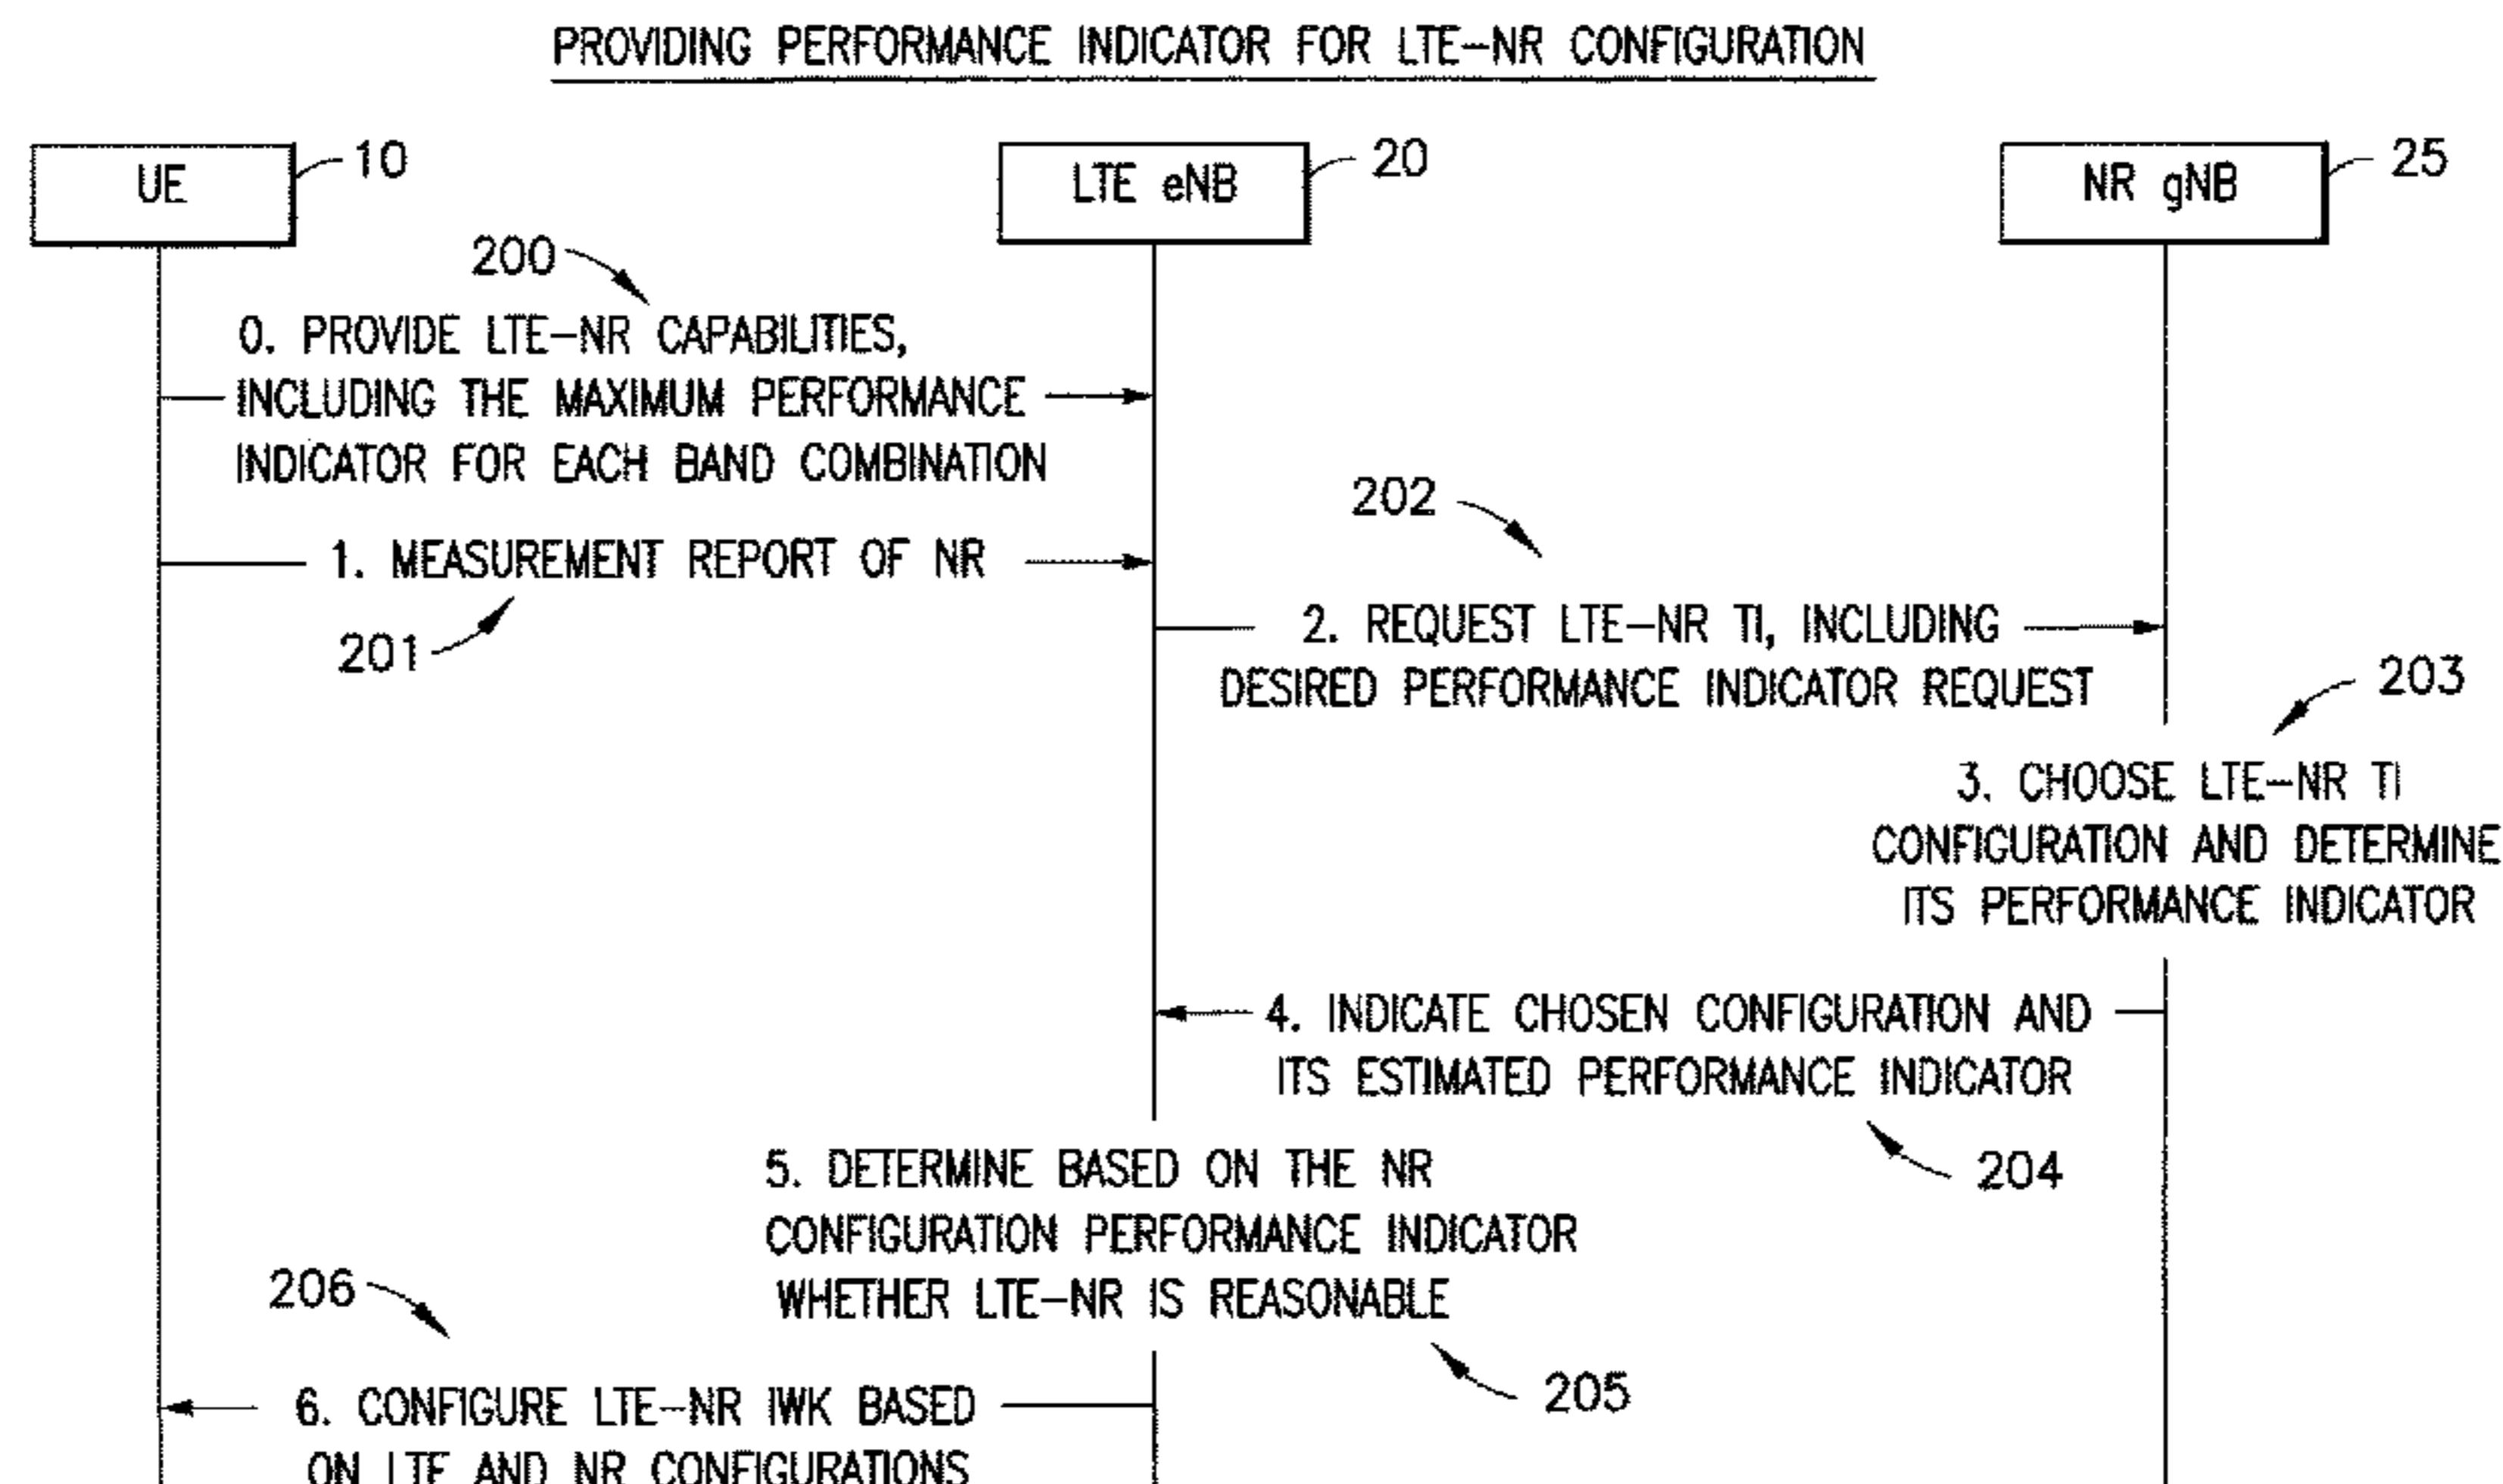 PROVIDING PERFORMANCE INDICATOR FOR LTE-NR CONFIGURATION
UE
10
LTE eNB
20
NR gNB
25
200
0. PROVIDE LTE-NR CAPABILITIES,
INCLUDING THE MAXIMUM PERFORMANCE
INDICATOR FOR EACH BAND COMBINATION
1. MEASUREMENT REPORT OF NR
201
202
2. REQUEST LTE-NR TI, INCLUDING
DESIRED PERFORMANCE INDICATOR REQUEST
203
3. CHOOSE LTE-NR TI
CONFIGURATION AND DETERMINE
ITS PERFORMANCE INDICATOR
4. INDICATE CHOSEN CONFIGURATION AND
ITS ESTIMATED PERFORMANCE INDICATOR
204
5. DETERMINE BASED ON THE NR
CONFIGURATION PERFORMANCE INDICATOR
WHETHER LTE-NR IS REASONABLE
205
206
6. CONFIGURE LTE-NR IWK BASED
ON LTE AND NR CONFIGURATIONS